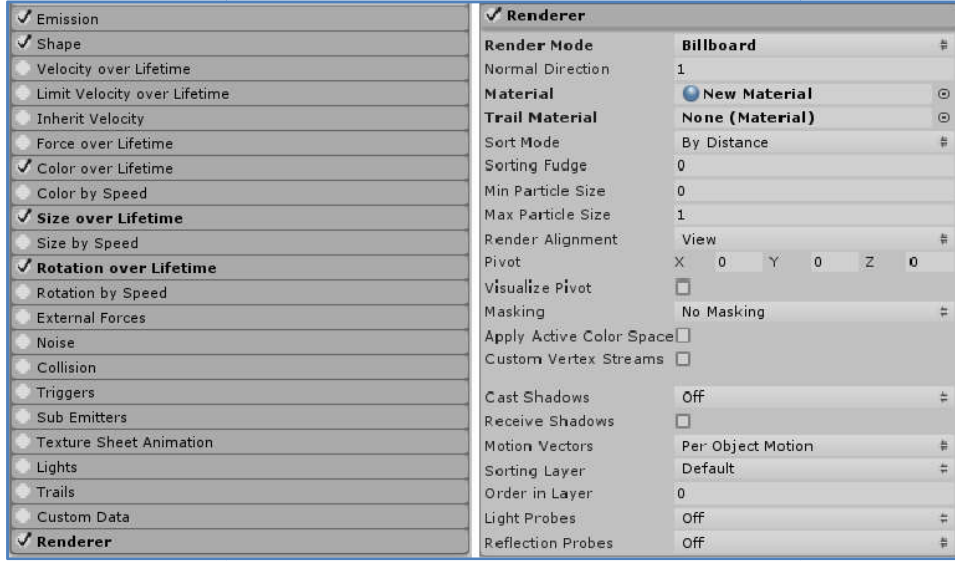 Emission
Shape
Velocity over Lifetime
Limit Velocity over Lifetime
Inherit Velocity
Force over Lifetime
Color over Lifetime
Color by Speed
Size over Lifetime
Size by Speed
Rotation over Lifetime
Rotation by Speed
External Forces
Noise
Collision
Triggers
Sub Emitters
Texture Sheet Animation
Lights
Trails
Custom Data
Renderer
Renderer
Render Mode Billboard
Normal Direction 1
Material New Material
Trail Material None (Material)
Sort Mode By Distance
Sorting Fudge 0
Min Particle Size 0
Max Particle Size 1
Render Alignment View
Pivot X 0 Y 0 Z 0
Visualize Pivot
Masking No Masking
Apply Active Color Space
Custom Vertex Streams
Cast Shadows Off
Receive Shadows
Motion Vectors Per Object Motion
Sorting Layer Default
Order in Layer 0
Light Probes Off
Reflection Probes Off